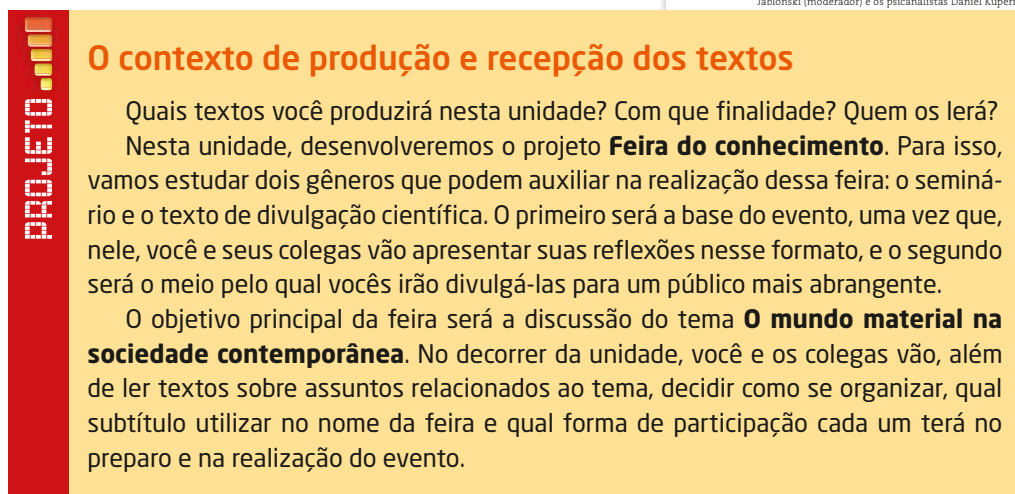 Jablonski (moderador) e os psicanalistas Daniel Kuper
PROJETO
O contexto de produção e recepção dos textos
Quais textos você produzirá nesta unidade? Com que finalidade? Quem os lerá?
Nesta unidade, desenvolveremos o projeto Feira do conhecimento. Para isso,
vamos estudar dois gêneros que podem auxiliar na realização dessa feira: o seminá-
rio e o texto de divulgação científica. O primeiro será a base do evento, uma vez que,
nele, você e seus colegas vão apresentar suas reflexões nesse formato, e o segundo
será o meio pelo qual vocês irão divulgá-las para um público mais abrangente.
O objetivo principal da feira será a discussão do tema O mundo material na
sociedade contemporânea. No decorrer da unidade, você e os colegas vão, além
de ler textos sobre assuntos relacionados ao tema, decidir como se organizar, qual
subtítulo utilizar no nome da feira e qual forma de participação cada um terá no
preparo e na realização do evento.